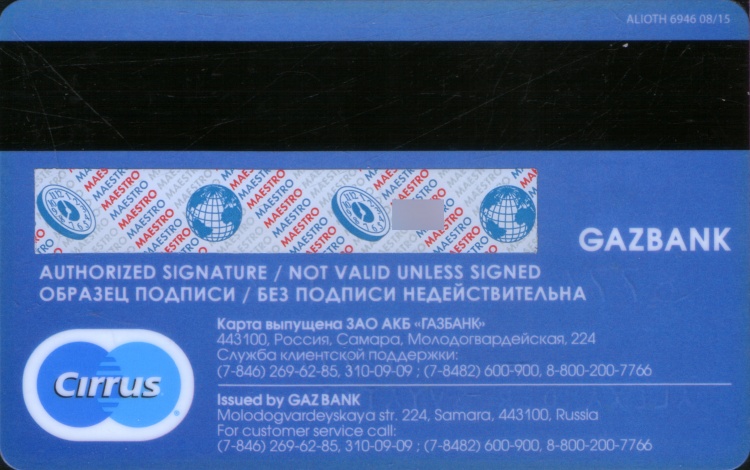 ALIOTH 6946 08/15
MAESTRO
GAZBANK
AUTHORIZED SIGNATURE / NOT VALID UNLESS SIGNED
ОБРАЗЕЦ ПОДПИСИ / БЕЗ ПОДПИСИ НЕДЕЙСТВИТЕЛЬНА
Карта выпущена ЗАО АКБ «ГАЗБАНК»
443100, Россия, Самара, Молодогвардейская, 224
Служба клиентской поддержки:
(7-846) 269-62-85, 310-09-09 ; (7-8482) 600-900, 8-800-200-7766
Cirrus
Issued by GAZBANK
Molodogvardeyskaya str. 224, Samara, 443100, Russia
For customer service call:
(7-846) 269-62-85, 310-09-09 ; (7-8482) 600-900, 8-800-200-7766